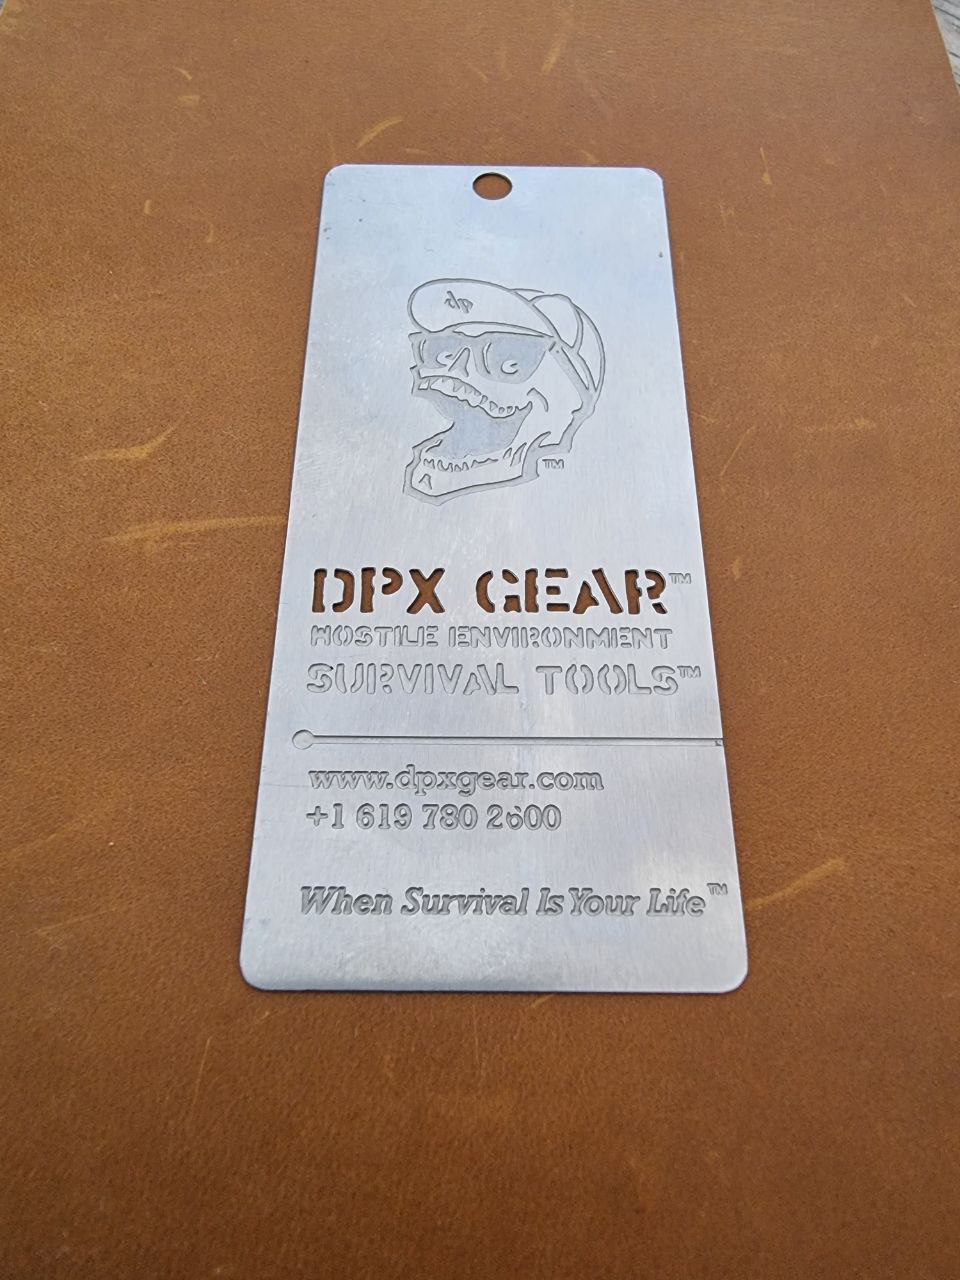 dp
TM
DPX GEAR™
HOSTILE ENVIRONMENT
SURVIVAL TOOLS™
www.dpxgear.com
+1 619 780 2600
When Survival Is Your Life™